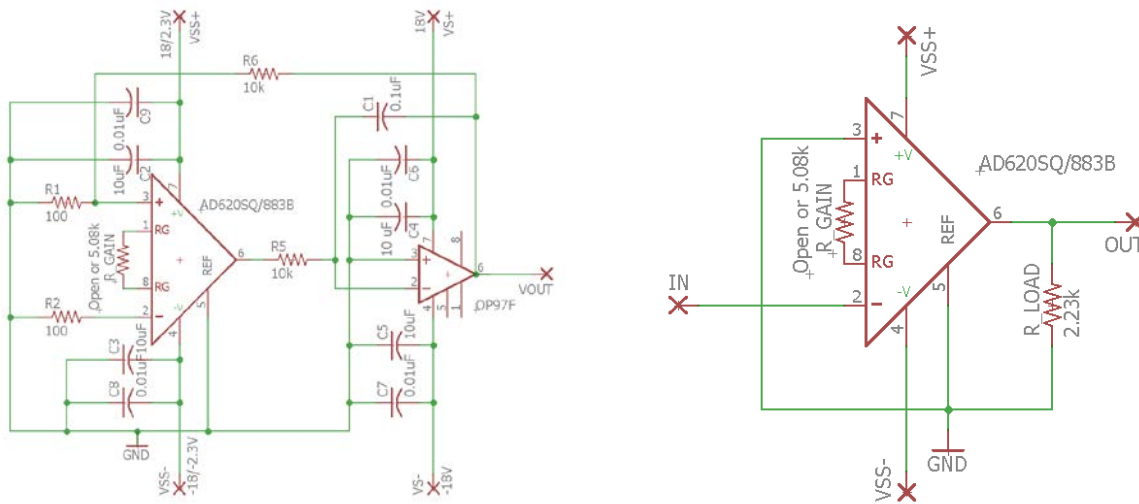 18/2.3V
VSS+
18V
VS+
R6
10k
C9
0.01uF
C1
0.1uF
C2
10uF
C6
0.01uF
R1
100
3
+
7
+V
AD620SQ/883B
C4
10 uF
1
RG
Open or 5.08k
R_GAIN
REF
6
R5
10k
7
8
3
+
6
VOUT
8
RG
2
-
OP97F
R2
100
2
-
-V
5
4
4
5
1
C3
10uF
C5
10uF
C8
0.01uF
C7
0.01uF
GND
VSS-
-18/-2.3V
VS-
-18V
VSS+
7
3
+
+V
AD620SQ/883B
1
RG
Open or 5.08k
R_GAIN
REF
6
OUT
8
RG
IN
2
-
-V
5
4
R_LOAD
2.23k
GND
VSS-